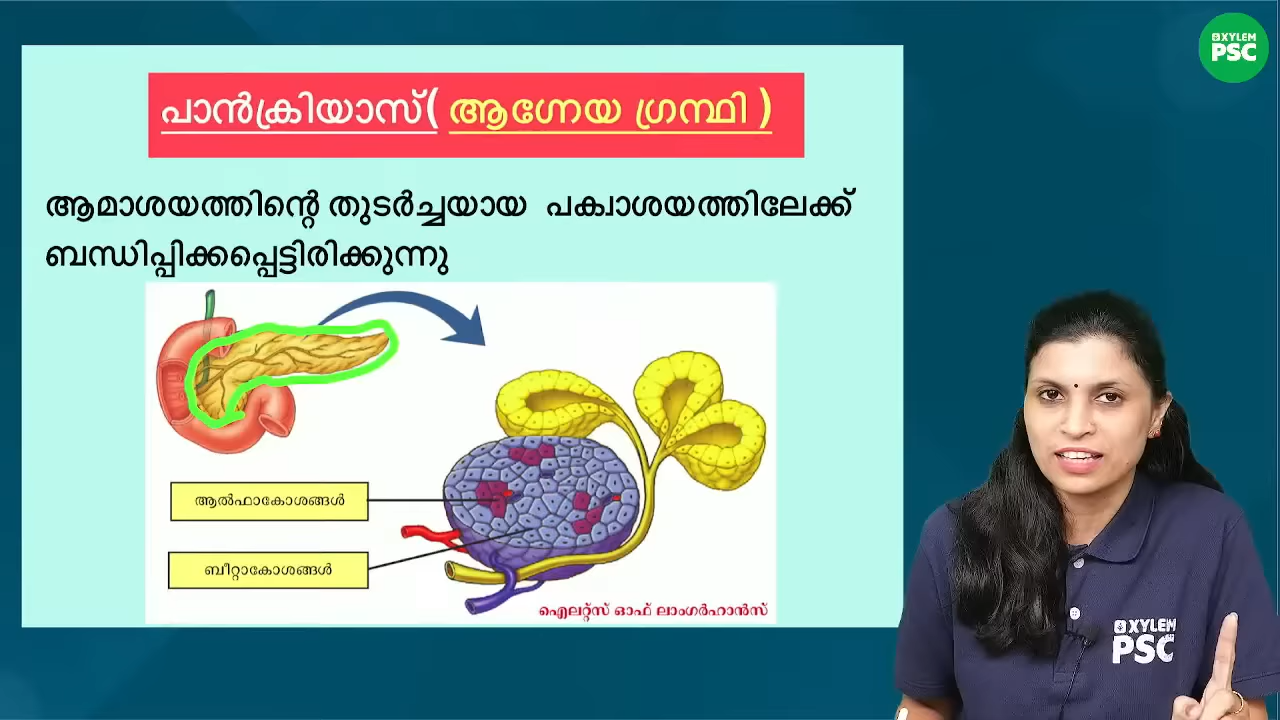 XYLEM
PSC
പാൻക്രിയാസ്( ആഗ്നേയ ഗ്രന്ഥി )
ആമാശയത്തിന്റെ തുടർച്ചയായ പക്വാശയത്തിലേക്ക്
ബന്ധിപ്പിക്കപ്പെട്ടിരിക്കുന്നു
ആൽഫാകോശങ്ങൾ
ബീറ്റാകോശങ്ങൾ
ഐലറ്റ്സ് ഓഫ് ലാംഗർഹാൻസ്
XYLEM
PSC